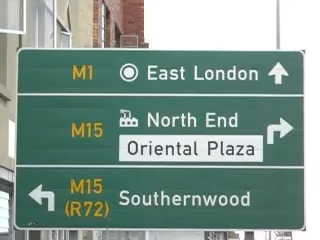 M1 East London
M15 North End
Oriental Plaza
M15
(R72) Southernwood